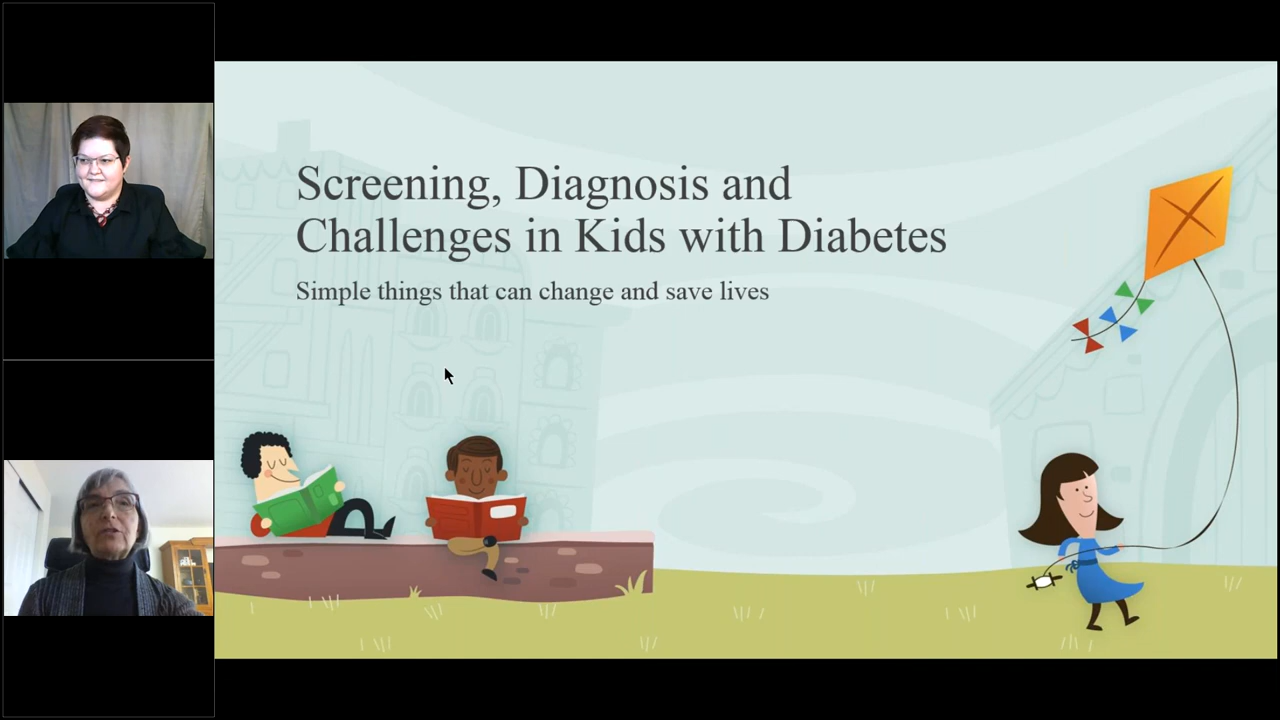 Screening, Diagnosis and
Challenges in Kids with Diabetes
Simple things that can change and save lives